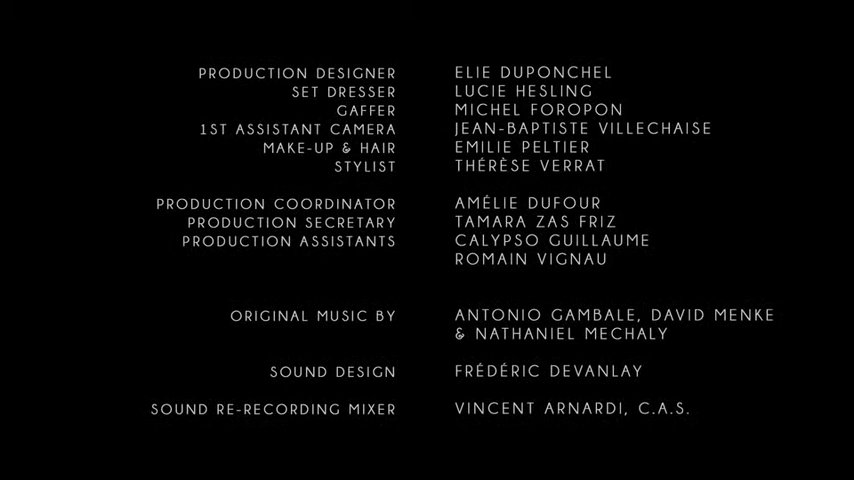 PRODUCTION DESIGNER ELIE DUPONCHEL
SET DRESSER LUCIE HESLING
GAFFER MICHEL FOROPON
1ST ASSISTANT CAMERA JEAN-BAPTISTE VILLECHAISE
MAKE-UP & HAIR EMILIE PELTIER
STYLIST THÉRÈSE VERRAT
PRODUCTION COORDINATOR AMÉLIE DUFOUR
PRODUCTION SECRETARY TAMARA ZAS FRIZ
PRODUCTION ASSISTANTS CALYPSO GUILLAUME
ROMAIN VIGNAU
ORIGINAL MUSIC BY ANTONIO GAMBALE, DAVID MENKE
& NATHANIEL MECHALY
SOUND DESIGN FRÉDÉRIC DEVANLAY
SOUND RE-RECORDING MIXER VINCENT ARNARDI, C.A.S.